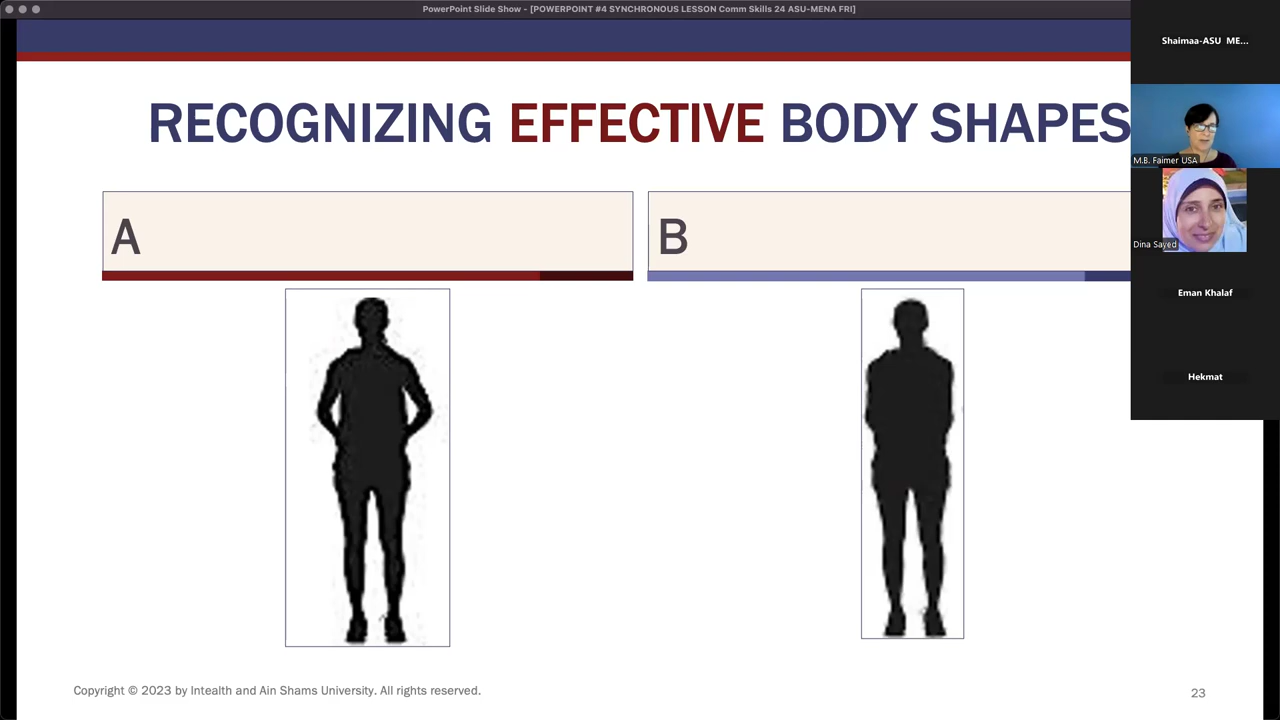 PowerPoint Slide Show - [POWERPOINT #4 SYNCHRONOUS LESSON Comm Skills 24 ASU-MENA FRI]
RECOGNIZING EFFECTIVE BODY SHAPES
A
B
Copyright © 2023 by Intealth and Ain Shams University. All rights reserved.
23
Shaimaa-ASU ME...
M.B. Faimer USA
Dina Sayed
Eman Khalaf
Hekmat